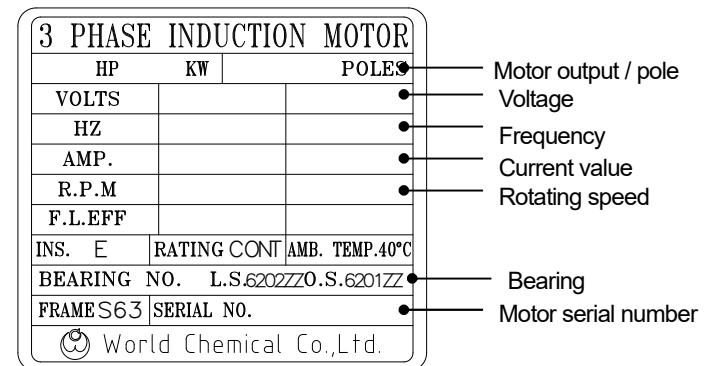 3 PHASE INDUCTION MOTOR
HP KW POLES Motor output / pole
VOLTS Voltage
HZ Frequency
AMP. Current value
R.P.M Rotating speed
F.L.EFF
INS. E RATING CONT AMB. TEMP.40°C
BEARING NO. L.S.6202ZZ O.S.6201ZZ Bearing
FRAME S63 SERIAL NO. Motor serial number
World Chemical Co.,Ltd.